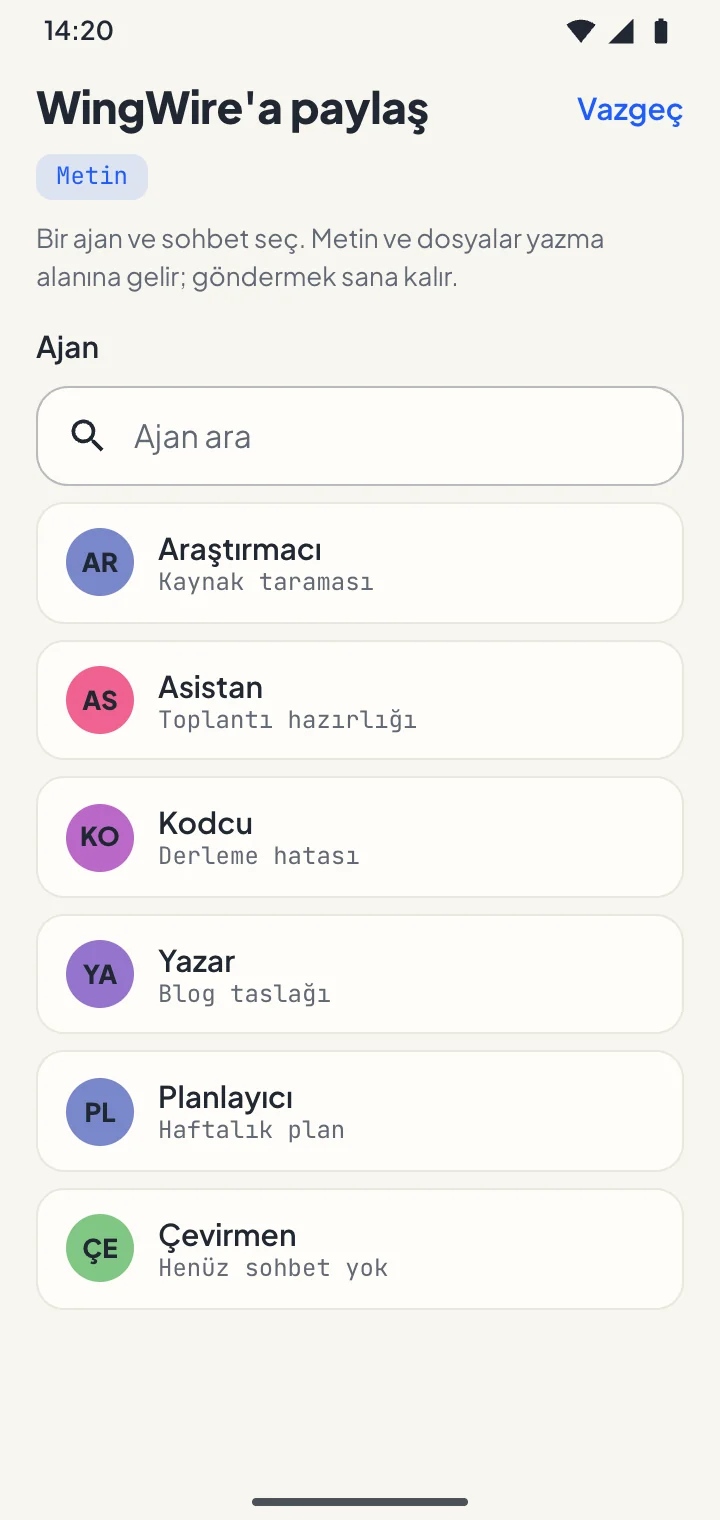 14:20
WingWire'a paylaş
Vazgeç
Metin
Bir ajan ve sohbet seç. Metin ve dosyalar yazma
alanına gelir; göndermek sana kalır.
Ajan
Ajan ara
AR
Araştırmacı
Kaynak taraması
AS
Asistan
Toplantı hazırlığı
KO
Kodcu
Derleme hatası
YA
Yazar
Blog taslağı
PL
Planlayıcı
Haftalık plan
ÇE
Çevirmen
Henüz sohbet yok